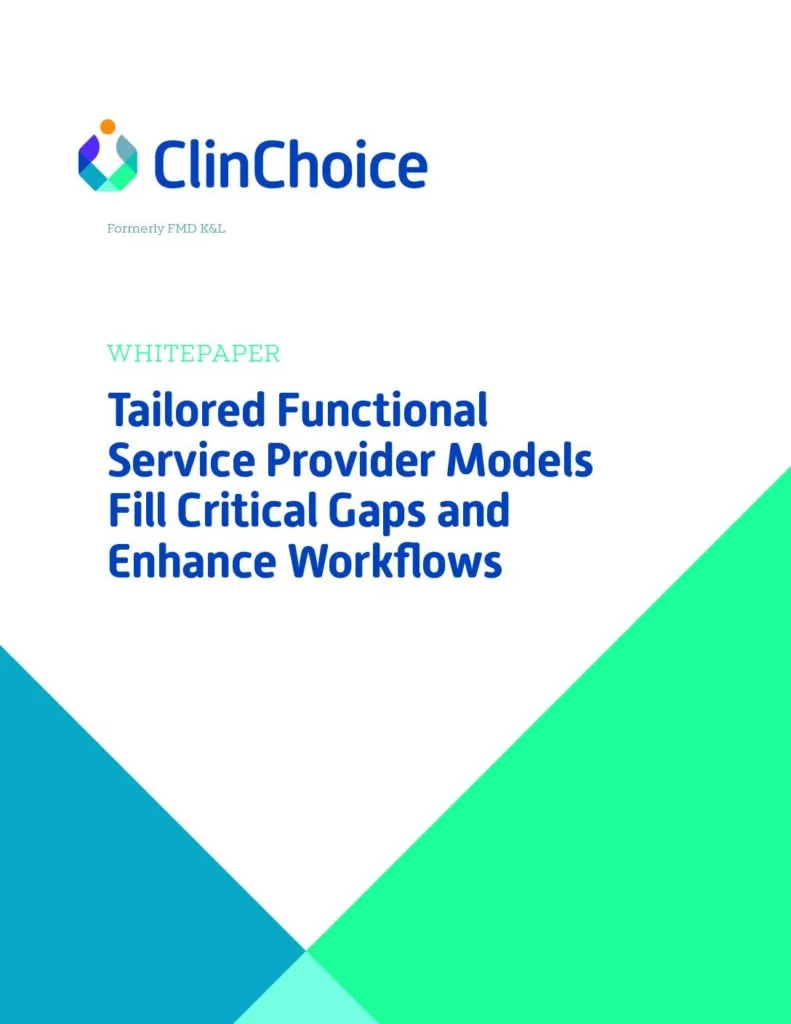 ClinChoice
Formerly FMD K&L
WHITEPAPER
Tailored Functional
Service Provider Models
Fill Critical Gaps and
Enhance Workflows